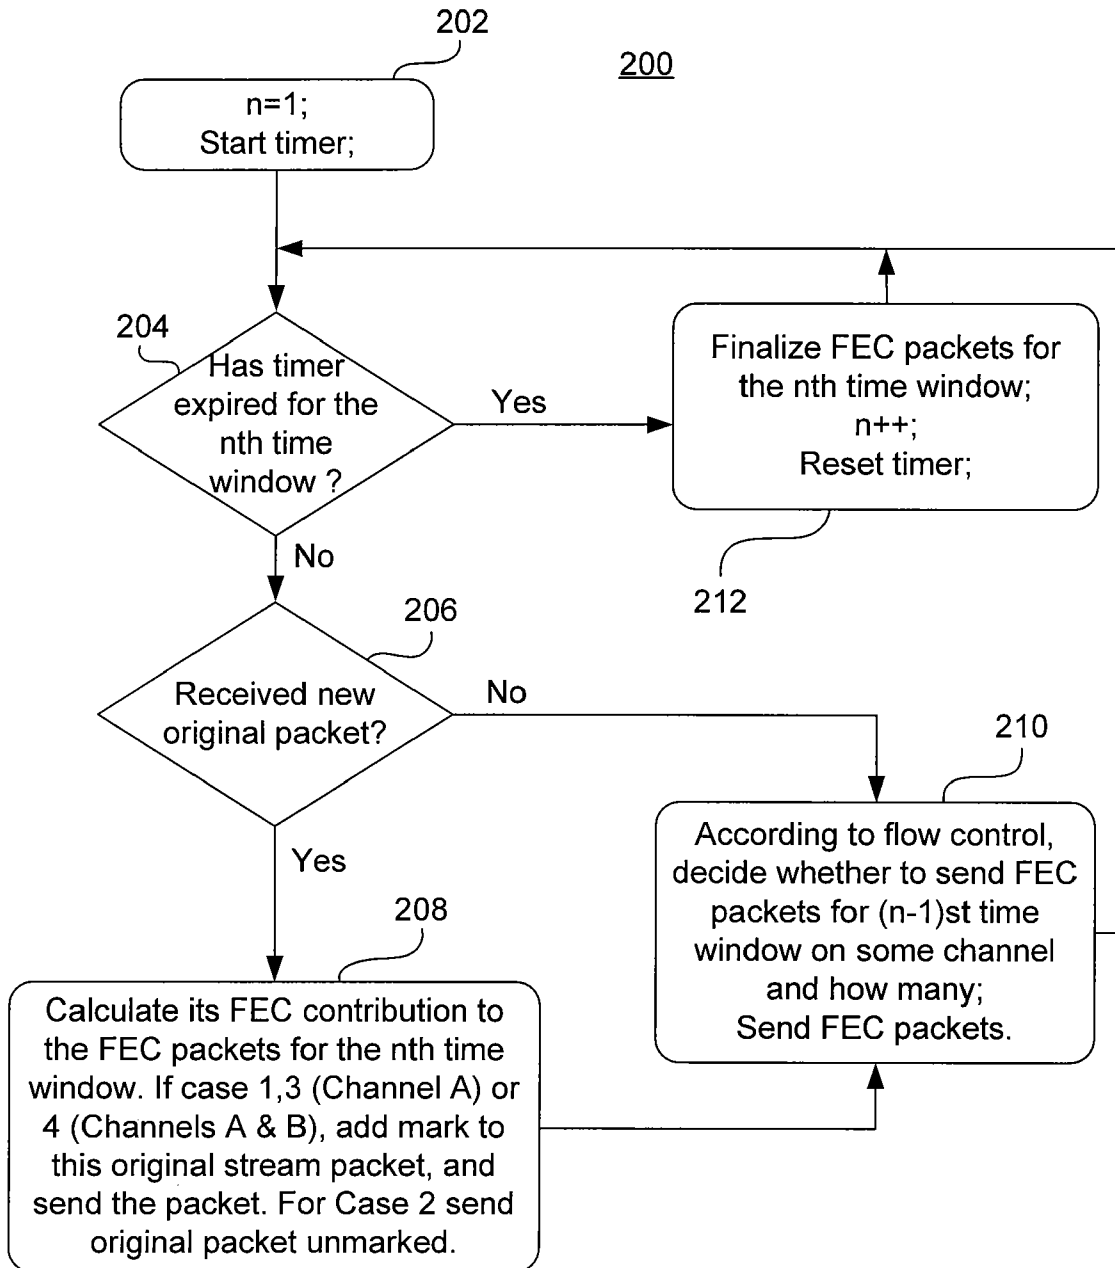 202
200
n=1;
Start timer;
204
Has timer
expired for the
nth time
window ?
Yes
Finalize FEC packets for
the nth time window;
n++;
Reset timer;
212
No
206
Received new
original packet?
No
210
According to flow control,
decide whether to send FEC
packets for (n-1)st time
window on some channel
and how many;
Send FEC packets.
Yes
208
Calculate its FEC contribution to
the FEC packets for the nth time
window. If case 1,3 (Channel A) or
4 (Channels A & B), add mark to
this original stream packet, and
send the packet. For Case 2 send
original packet unmarked.